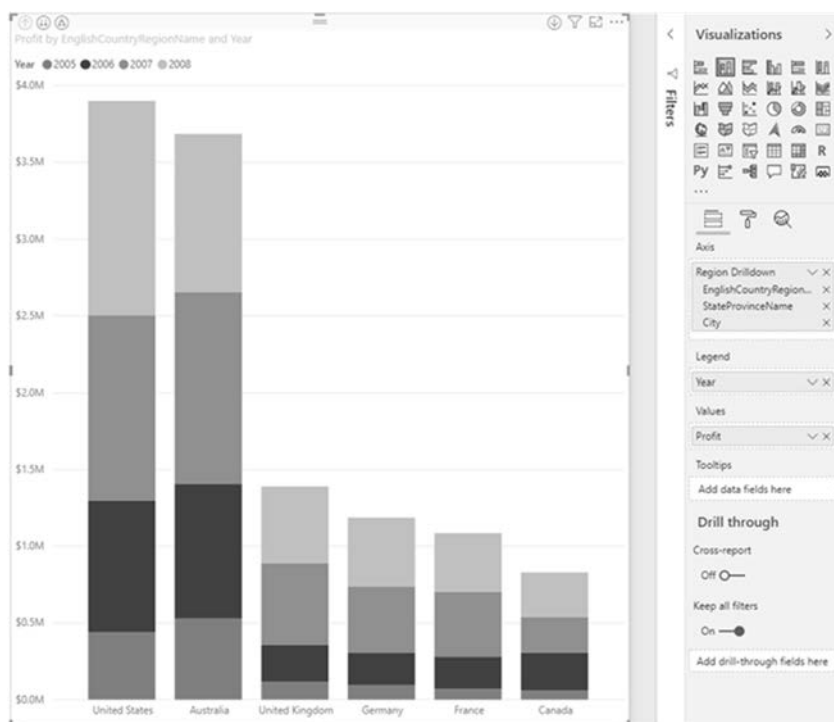 Profit by EnglishCountryRegionName and Year
Year 2005 2006 2007 2008
$4.0M
$3.5M
$3.0M
$2.5M
$2.0M
$1.5M
$1.0M
$0.5M
$0.0M
United States Australia United Kingdom Germany France Canada
Filters
Visualizations
R
Py
...
Axis
Region Drilldown
EnglishCountryRegion...
StateProvinceName
City
Legend
Year
Values
Profit
Tooltips
Add data fields here
Drill through
Cross-report
Off
Keep all filters
On
Add drill-through fields here